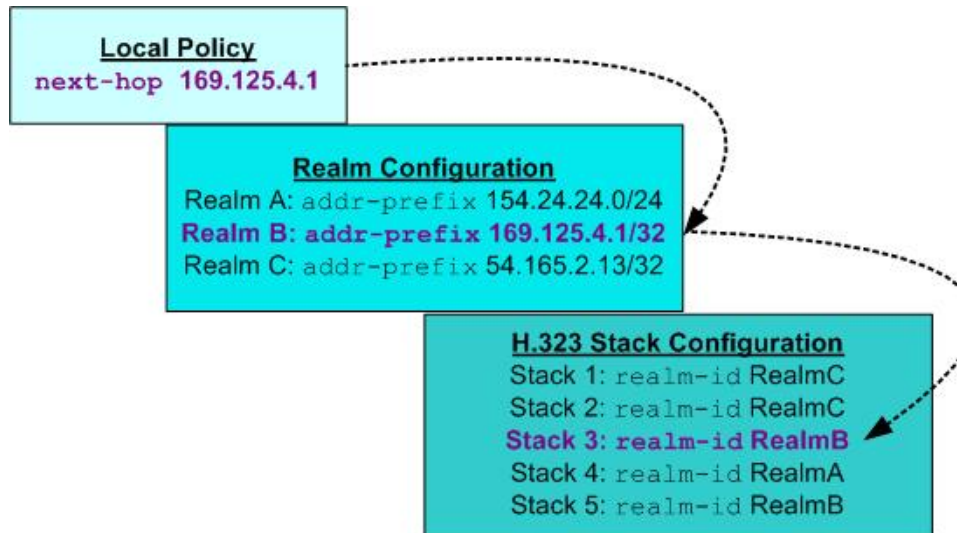 Local Policy
next-hop 169.125.4.1
Realm Configuration
Realm A: addr-prefix 154.24.24.0/24
Realm B: addr-prefix 169.125.4.1/32
Realm C: addr-prefix 54.165.2.13/32
H.323 Stack Configuration
Stack 1: realm-id RealmC
Stack 2: realm-id RealmC
Stack 3: realm-id RealmB
Stack 4: realm-id RealmA
Stack 5: realm-id RealmB